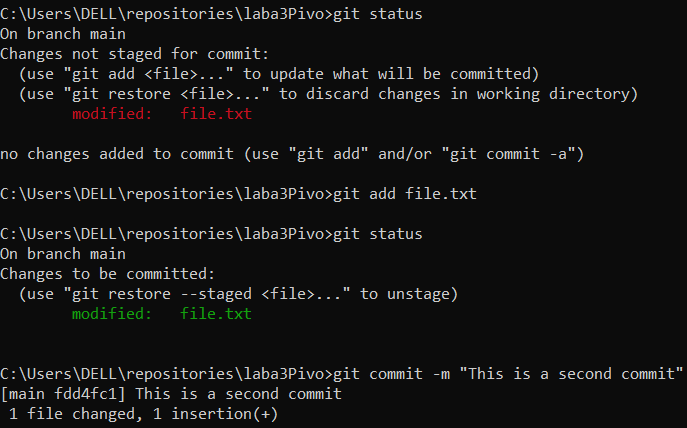 C:\Users\DELL\repositories\laba3Pivo>git status
On branch main
Changes not staged for commit:
  (use "git add <file>..." to update what will be committed)
  (use "git restore <file>..." to discard changes in working directory)
        modified:   file.txt

no changes added to commit (use "git add" and/or "git commit -a")

C:\Users\DELL\repositories\laba3Pivo>git add file.txt

C:\Users\DELL\repositories\laba3Pivo>git status
On branch main
Changes to be committed:
  (use "git restore --staged <file>..." to unstage)
        modified:   file.txt


C:\Users\DELL\repositories\laba3Pivo>git commit -m "This is a second commit"
[main fdd4fc1] This is a second commit
 1 file changed, 1 insertion(+)